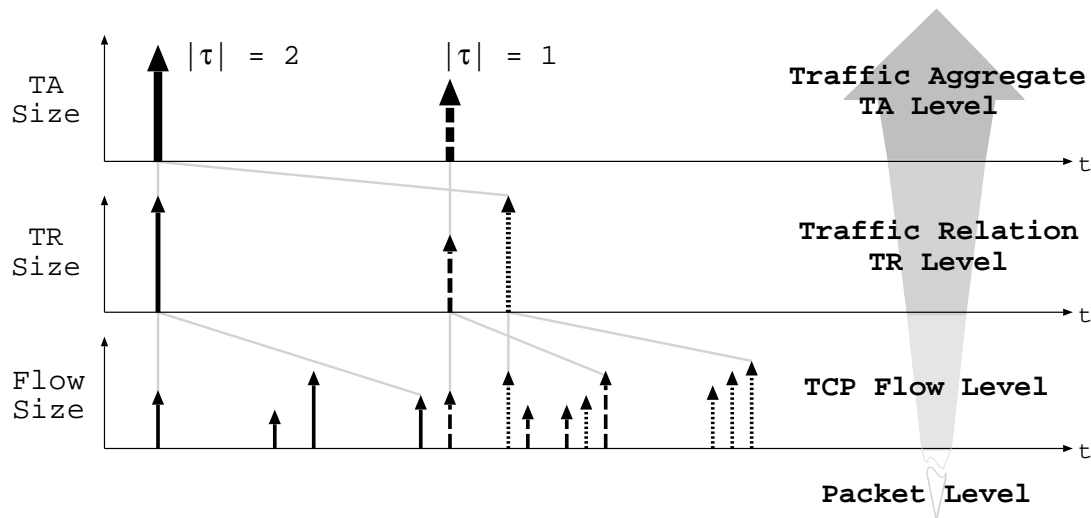 |τ| = 2
|τ| = 1
TA
Size
Traffic Aggregate
TA Level
t
TR
Size
Traffic Relation
TR Level
t
Flow
Size
TCP Flow Level
t
Packet Level